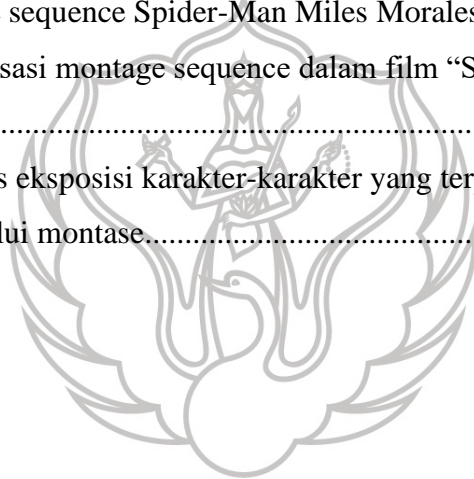 sequence Spider-Man Miles Morales
sasi montage sequence dalam film “S
..........................................................
s eksposisi karakter-karakter yang ter
lui montase.......................................